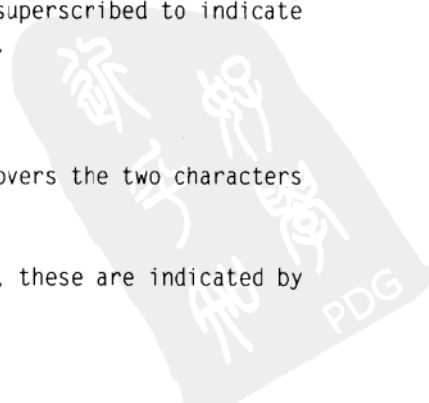 superscribed to indicate
.
overs the two characters
, these are indicated by
PDG